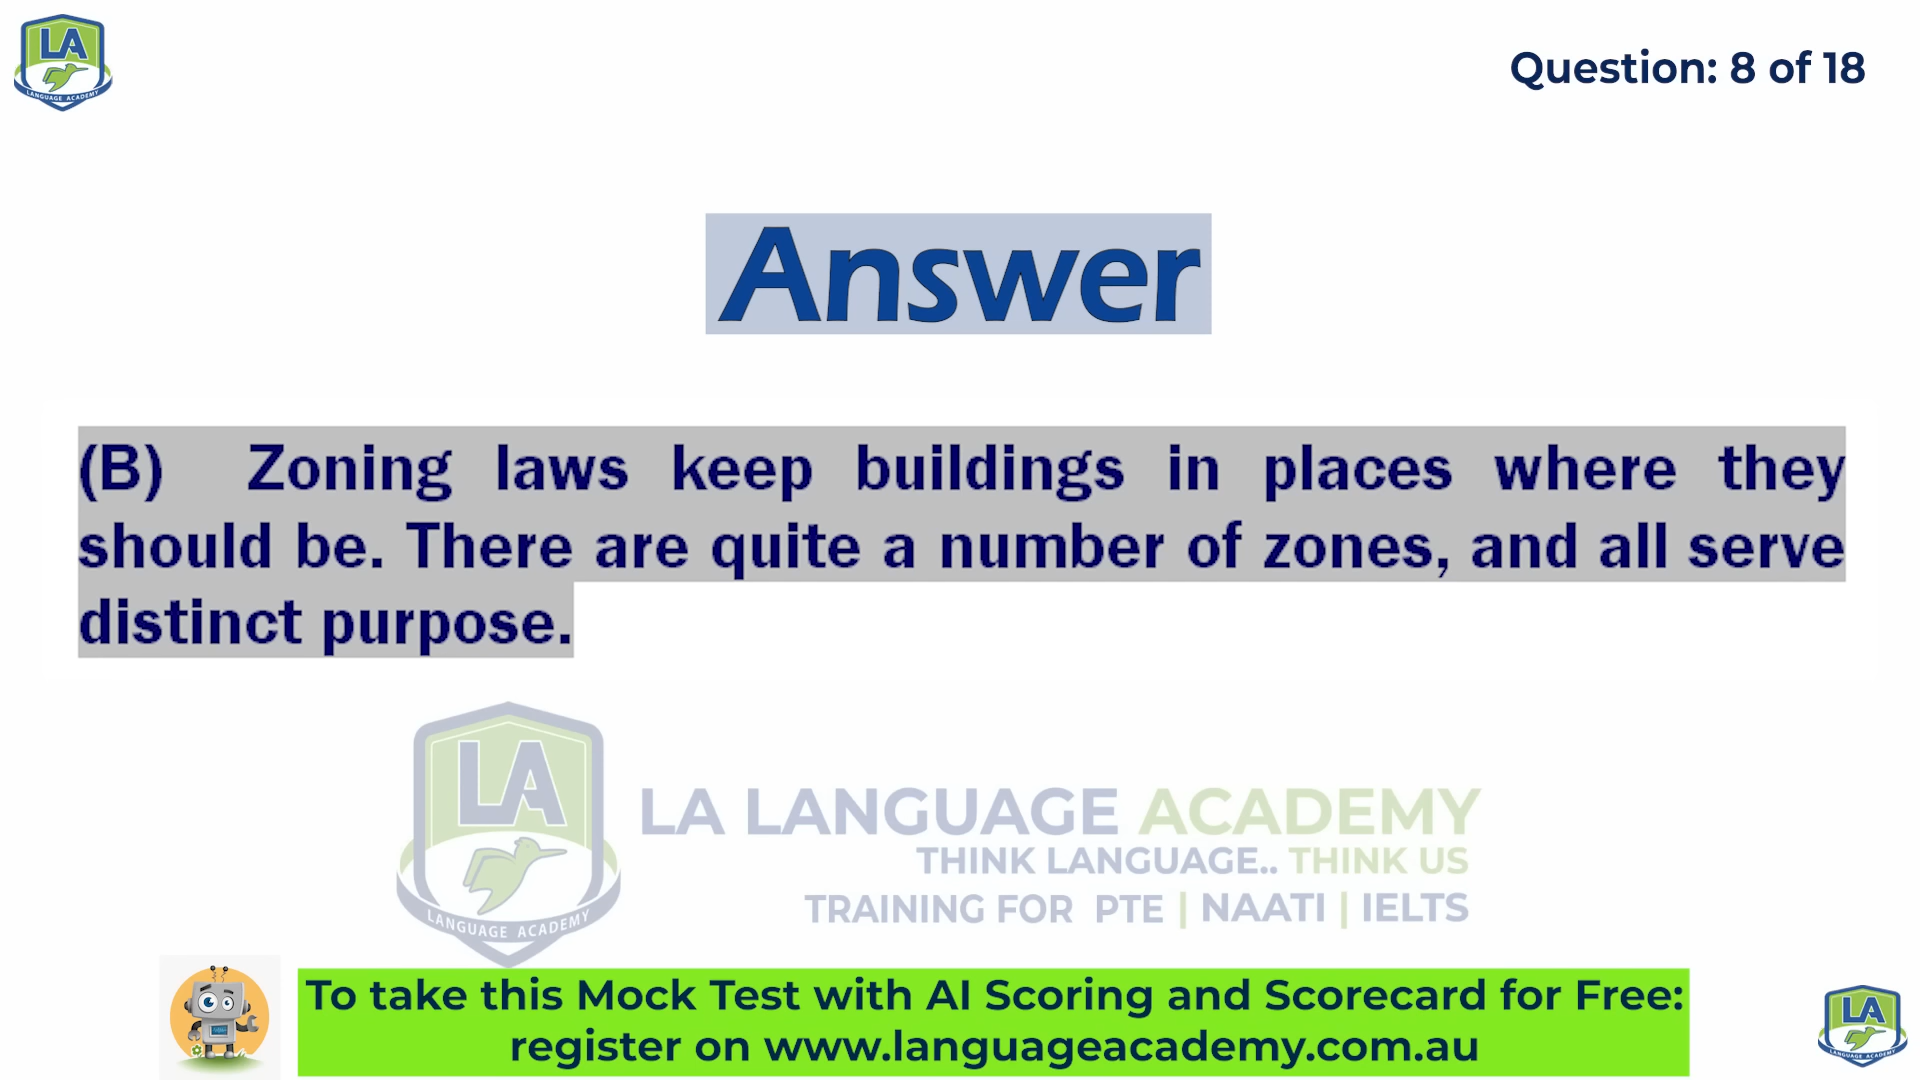 LA
LANGUAGE ACADEMY
Question: 8 of 18
Answer
(B) Zoning laws keep buildings in places where they
should be. There are quite a number of zones, and all serve
distinct purpose.
LA
LANGUAGE ACADEMY
LA LANGUAGE ACADEMY
THINK LANGUAGE.. THINK US
TRAINING FOR PTE | NAATI | IELTS
To take this Mock Test with AI Scoring and Scorecard for Free:
register on www.languageacademy.com.au
LA
LANGUAGE ACADEMY